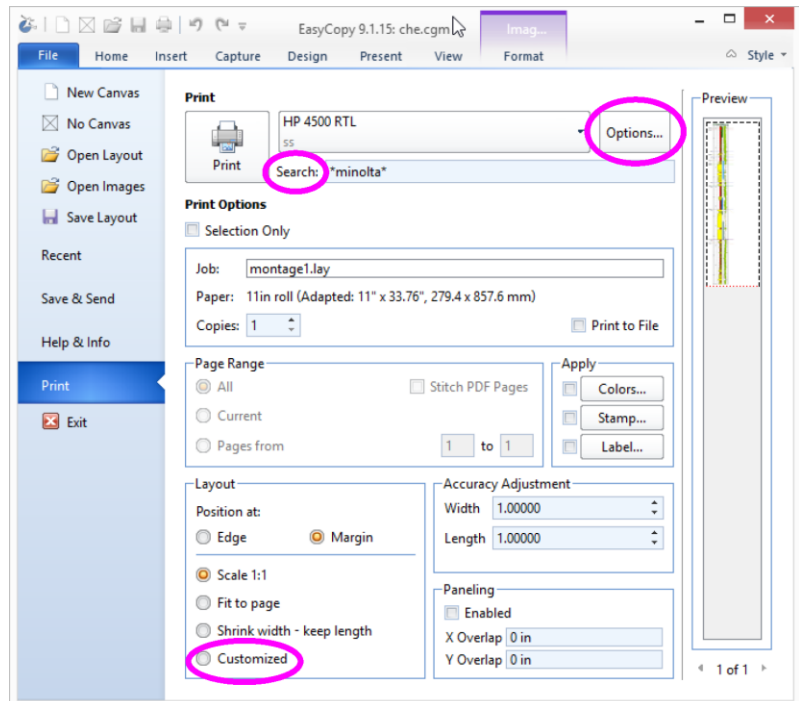 EasyCopy 9.1.15: che.cgm
Imag...
File Home Insert Capture Design Present View Format Style
New Canvas
No Canvas
Open Layout
Open Images
Save Layout
Recent
Save & Send
Help & Info
Print
Exit
Print
Print
HP 4500 RTL
ss
Options...
Search: *minolta*
Print Options
Selection Only
Job: montage1.lay
Paper: 11in roll (Adapted: 11" x 33.76", 279.4 x 857.6 mm)
Copies: 1
Print to File
Page Range
All
Stitch PDF Pages
Current
Pages from 1 to 1
Apply
Colors...
Stamp...
Label...
Layout
Position at:
Edge Margin
Scale 1:1
Fit to page
Shrink width - keep length
Customized
Accuracy Adjustment
Width 1.00000
Length 1.00000
Paneling
Enabled
X Overlap 0 in
Y Overlap 0 in
Preview
1 of 1